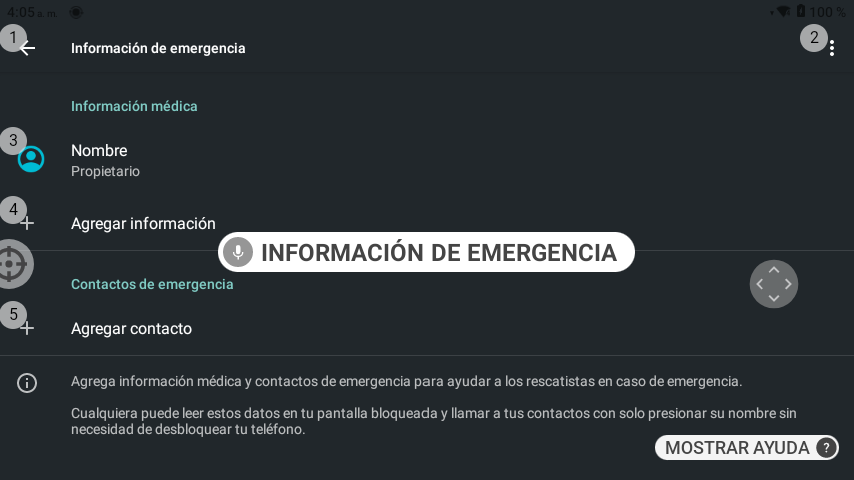 4:05 a. m.
100 %
1
2
Información de emergencia
Información médica
3
Nombre
Propietario
4
Agregar información
INFORMACIÓN DE EMERGENCIA
Contactos de emergencia
5
Agregar contacto
Agrega información médica y contactos de emergencia para ayudar a los rescatistas en caso de emergencia.
Cualquiera puede leer estos datos en tu pantalla bloqueada y llamar a tus contactos con solo presionar su nombre sin
necesidad de desbloquear tu teléfono.
MOSTRAR AYUDA ?